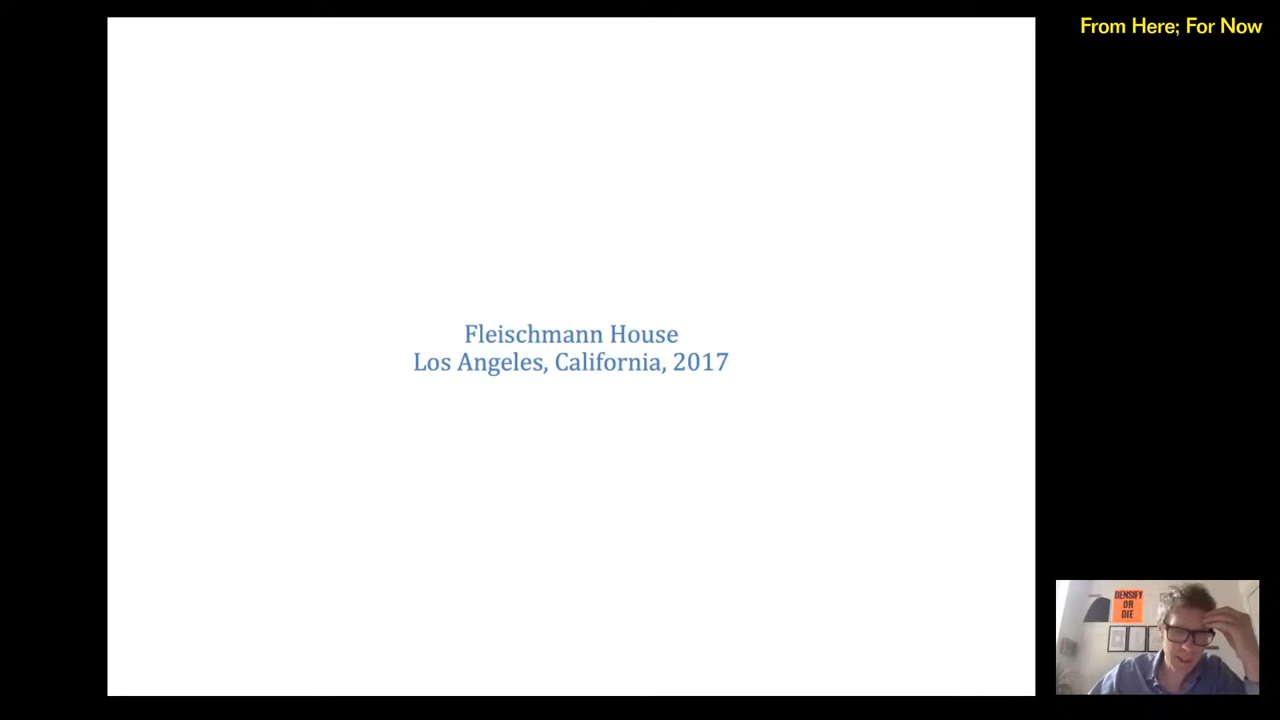 From Here; For Now
Fleischmann House
Los Angeles, California, 2017
DENSIFY
OR
DIE